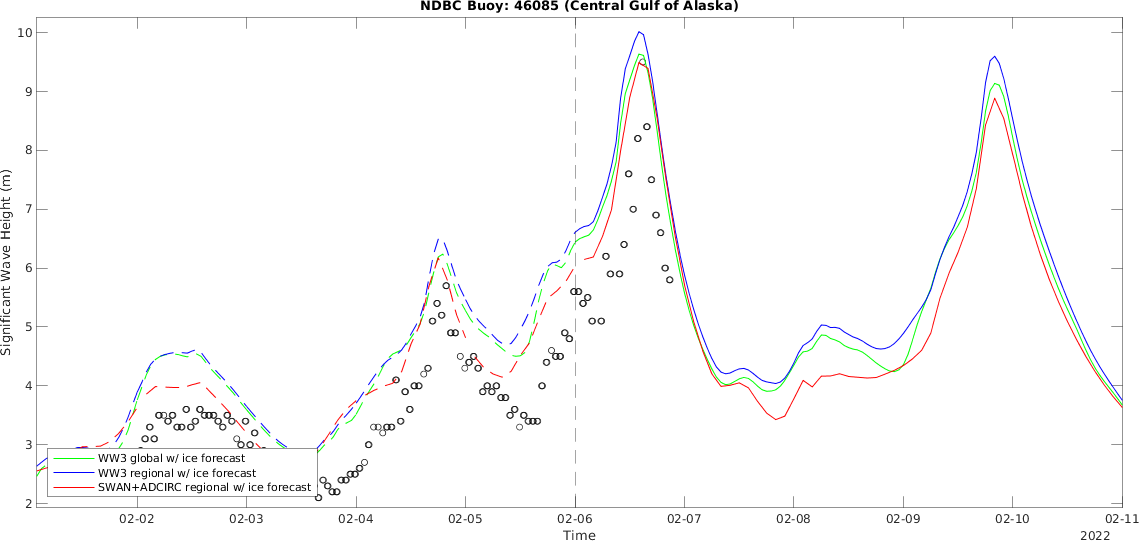 NDBC Buoy: 46085 (Central Gulf of Alaska)
10
9
8
7
6
5
4
3
2
Significant Wave Height (m)
WW3 global w/ ice forecast
WW3 regional w/ ice forecast
SWAN+ADCIRC regional w/ ice forecast
02-02 02-03 02-04 02-05 02-06 02-07 02-08 02-09 02-10 02-11
Time
2022